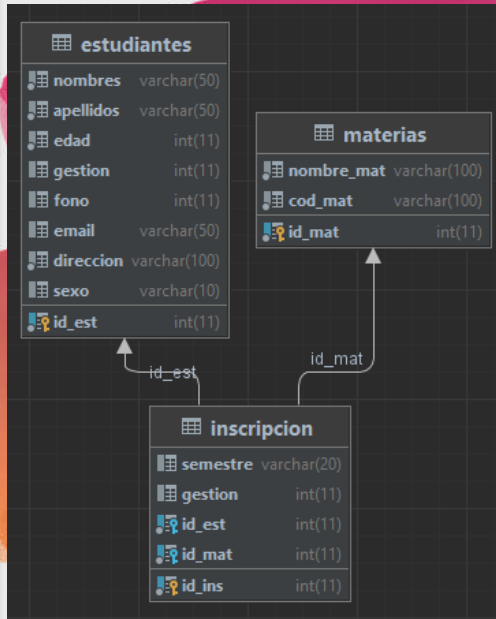 estudiantes
nombres varchar(50)
apellidos varchar(50)
edad int(11)
gestion int(11)
fono int(11)
email varchar(50)
direccion varchar(100)
sexo varchar(10)
id_est int(11)
materias
nombre_mat varchar(100)
cod_mat varchar(100)
id_mat int(11)
id_est
id_mat
inscripcion
semestre varchar(20)
gestion int(11)
id_est int(11)
id_mat int(11)
id_ins int(11)